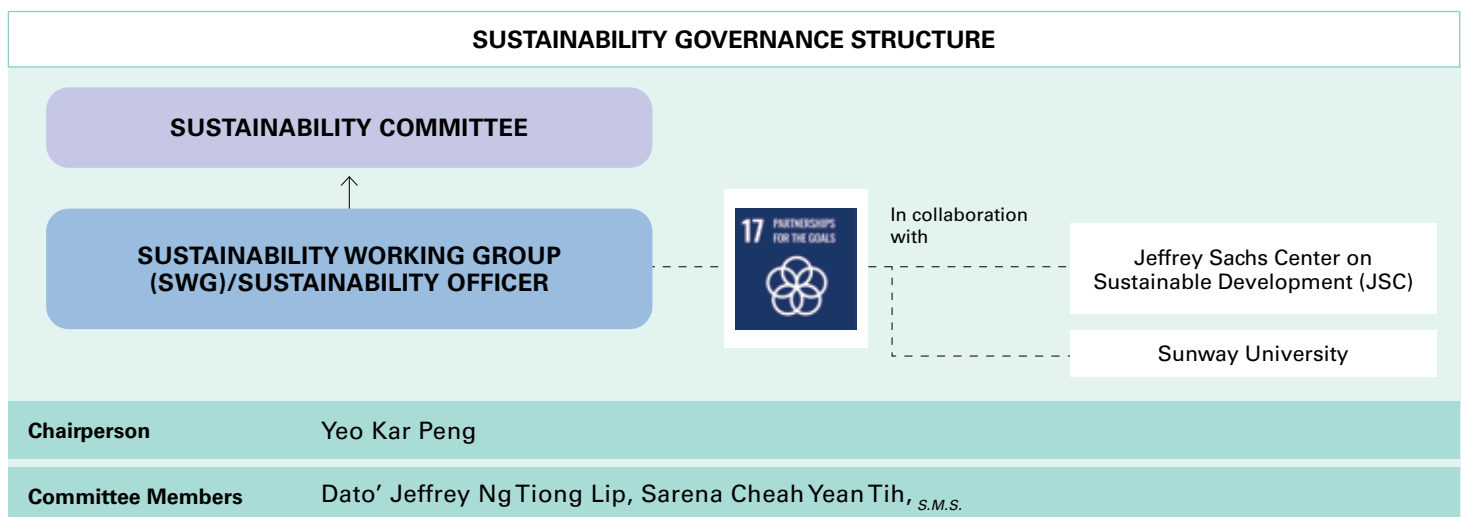 SUSTAINABILITY GOVERNANCE STRUCTURE
SUSTAINABILITY COMMITTEE
SUSTAINABILITY WORKING GROUP
(SWG)/SUSTAINABILITY OFFICER
17 PARTNERSHIPS
FOR THE GOALS
In collaboration
with
Jeffrey Sachs Center on
Sustainable Development (JSC)
Sunway University
Chairperson Yeo Kar Peng
Committee Members Dato' Jeffrey Ng Tiong Lip, Sarena Cheah Yean Tih, S.M.S.